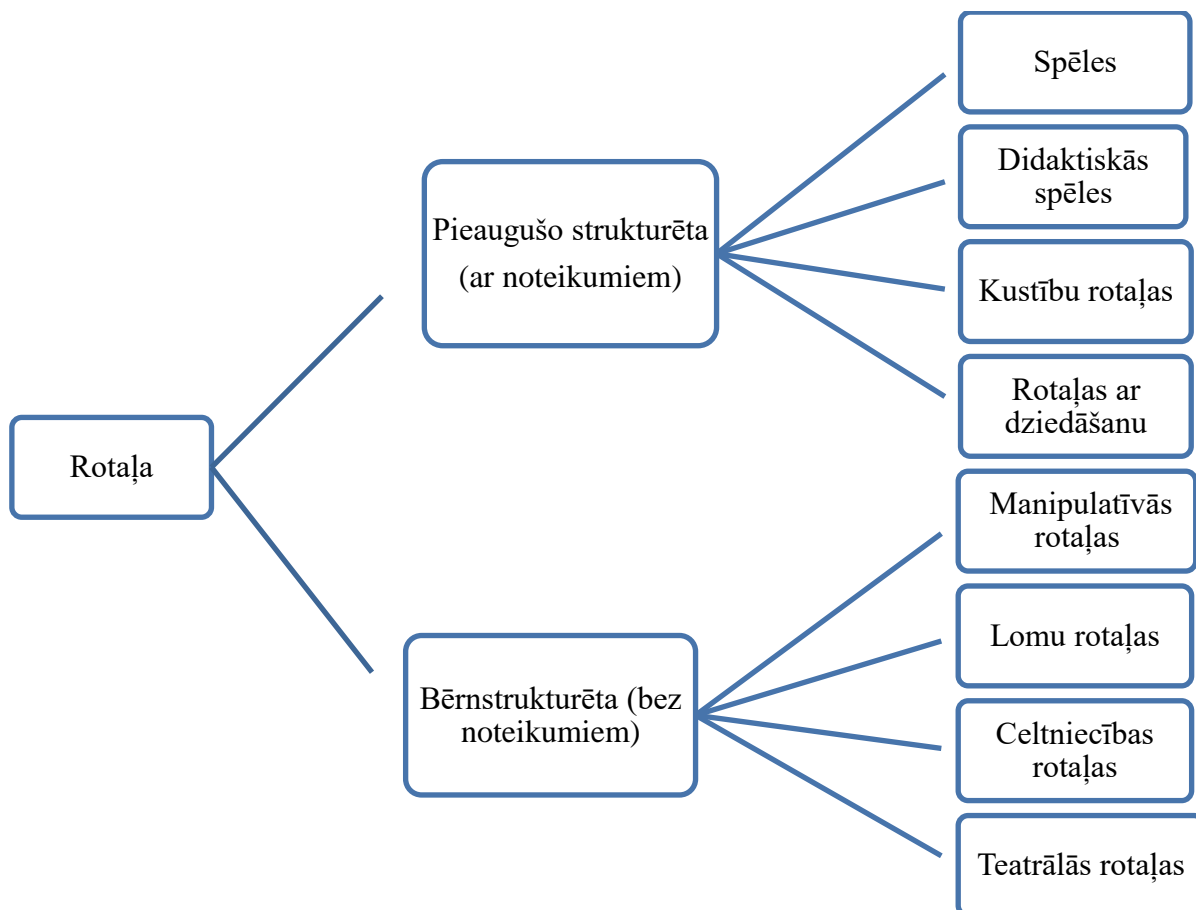 Rotaļa
Pieaugušo strukturēta
(ar noteikumiem)
Spēles
Didaktiskās
spēles
Kustību rotaļas
Rotaļas ar
dziedāšanu
Bērnstrukturēta (bez
noteikumiem)
Manipulatīvās
rotaļas
Lomu rotaļas
Celtniecības
rotaļas
Teatrālās rotaļas